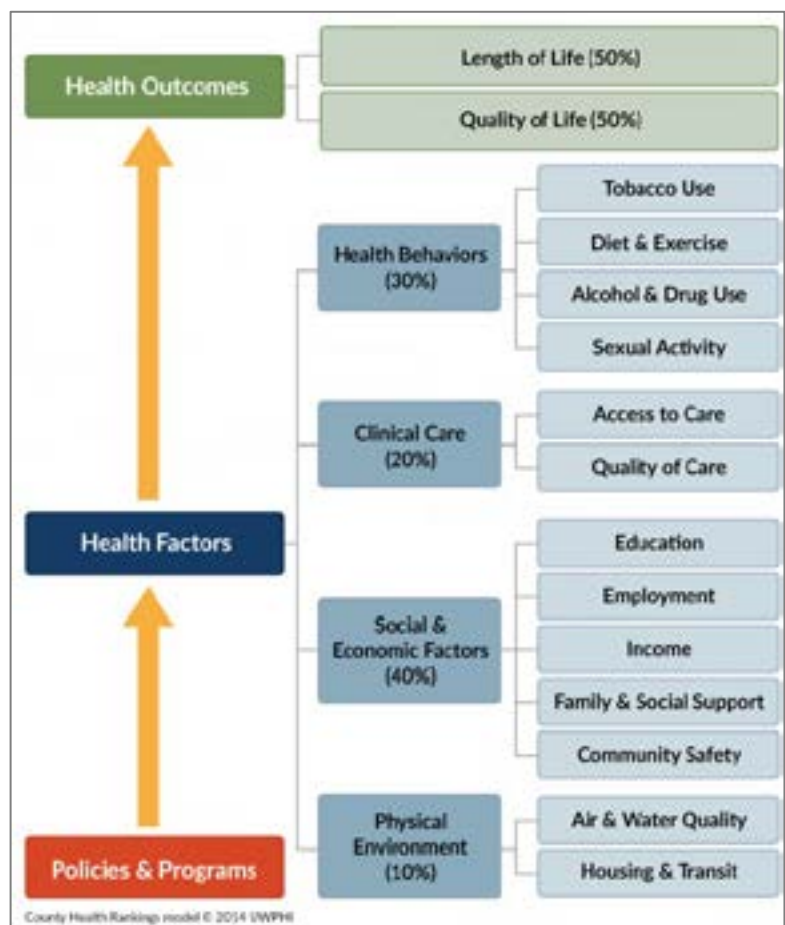 Health Outcomes
Length of Life (50%)
Quality of Life (50%)
Health Behaviors
(30%)
Tobacco Use
Diet & Exercise
Alcohol & Drug Use
Sexual Activity
Clinical Care
(20%)
Access to Care
Quality of Care
Health Factors
Social &
Economic Factors
(40%)
Education
Employment
Income
Family & Social Support
Community Safety
Physical
Environment
(10%)
Air & Water Quality
Housing & Transit
Policies & Programs
County Health Rankings model © 2014 UWPHI